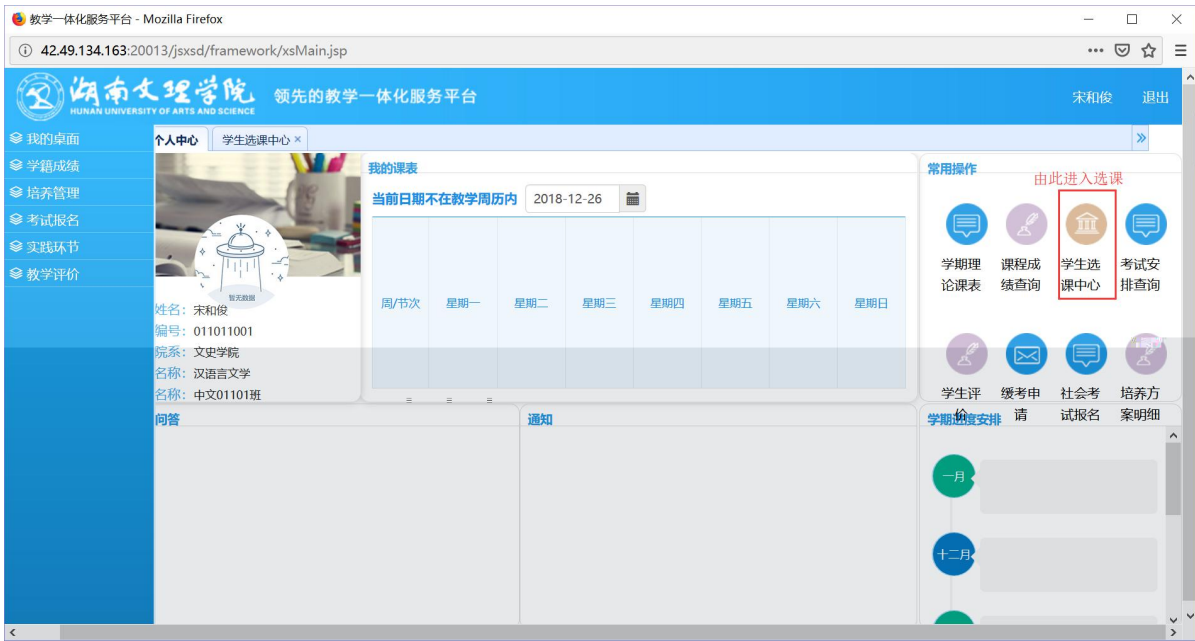 教学一体化服务平台 - Mozilla Firefox
42.49.134.163:20013/jsxsd/framework/xsMain.jsp
湖南文理学院
HUNAN UNIVERSITY OF ARTS AND SCIENCE
领先的教学一体化服务平台
宋和俊 退出
我的桌面
学籍成绩
培养管理
考试报名
实践环节
教学评价
个人中心 学生选课中心 ×
暂无数据
姓名：宋和俊
编号：011011001
院系：文史学院
名称：汉语言文学
名称：中文01101班
我的课表
当前日期不在教学周历内 2018-12-26
周/节次 星期一 星期二 星期三 星期四 星期五 星期六 星期日
常用操作
由此进入选课
学期理论课表
课程成绩查询
学生选课中心
考试安排查询
学生评价
缓考申请
社会考试报名
培养方案明细
问答
通知
学期进度安排
一月
十二月